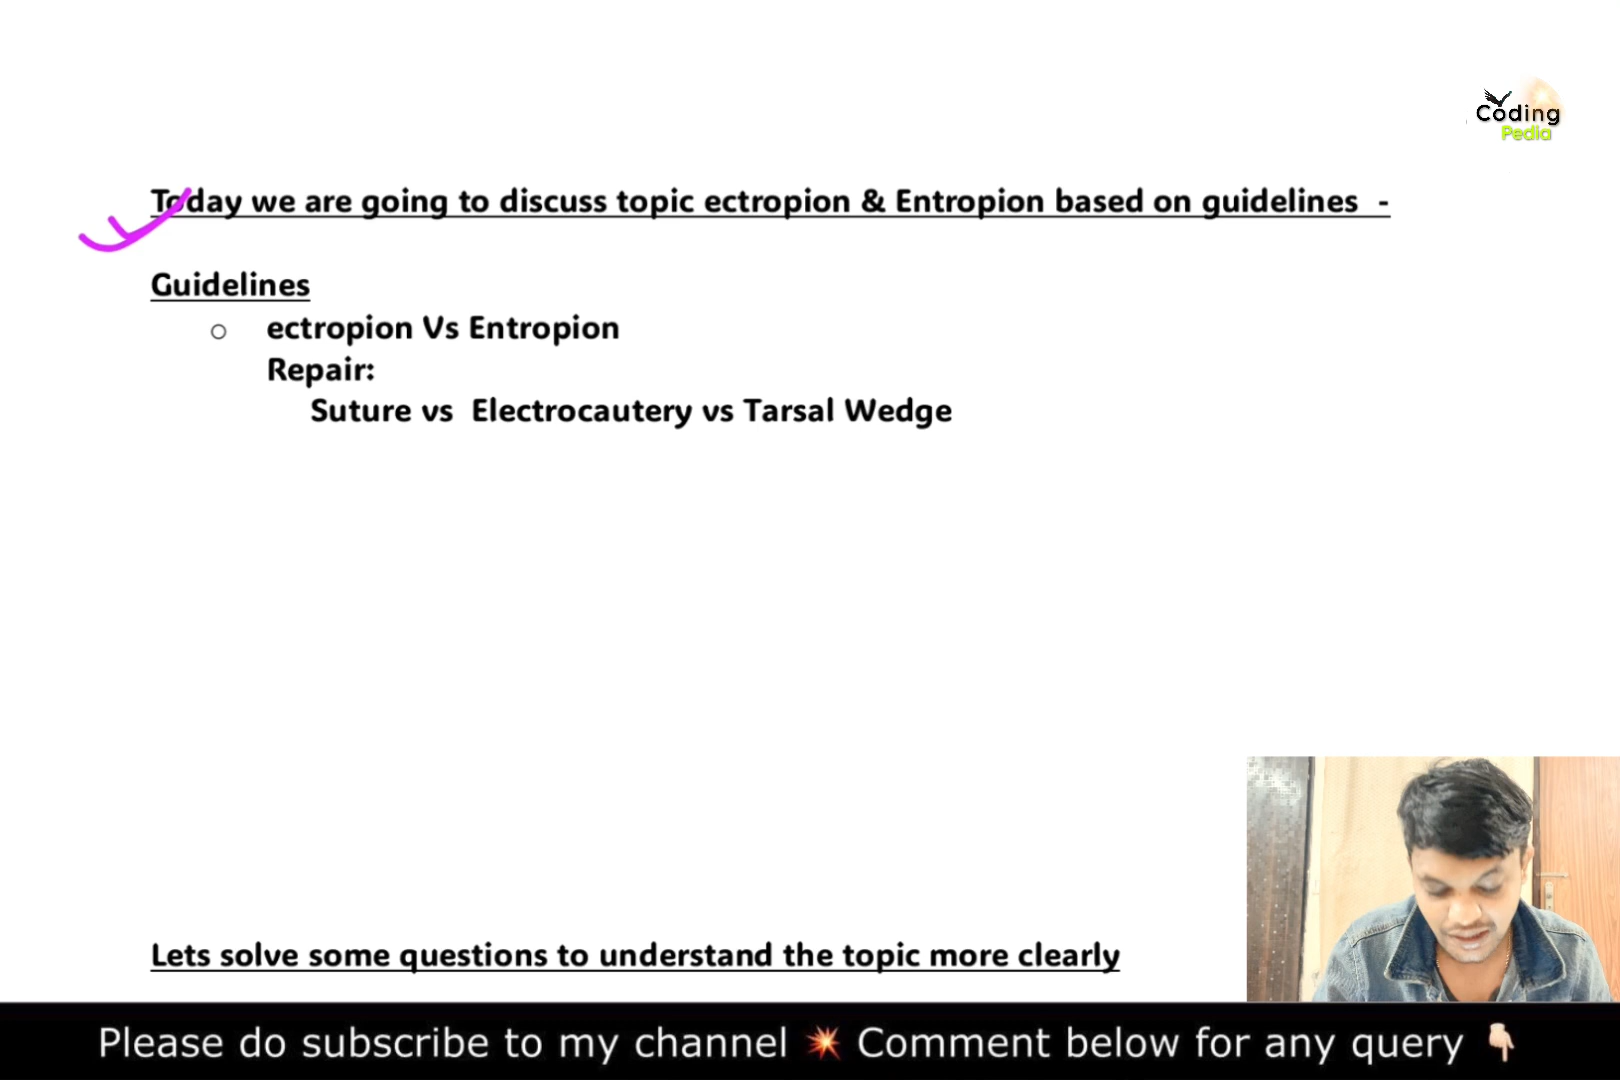 Coding
Pedia
Today we are going to discuss topic ectropion & Entropion based on guidelines -
Guidelines
ectropion Vs Entropion
Repair:
Suture vs Electrocautery vs Tarsal Wedge
Lets solve some questions to understand the topic more clearly
Please do subscribe to my channel 💥 Comment below for any query 👇🏻